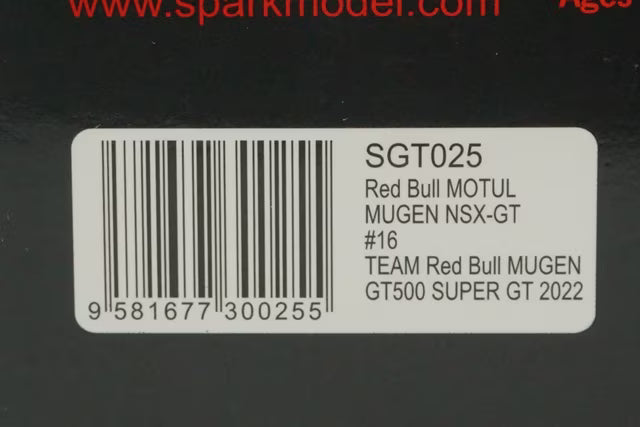 www.sparkmodel.com
Ages
SGT025
Red Bull MOTUL
MUGEN NSX-GT
#16
TEAM Red Bull MUGEN
GT500 SUPER GT 2022
9 581677 300255